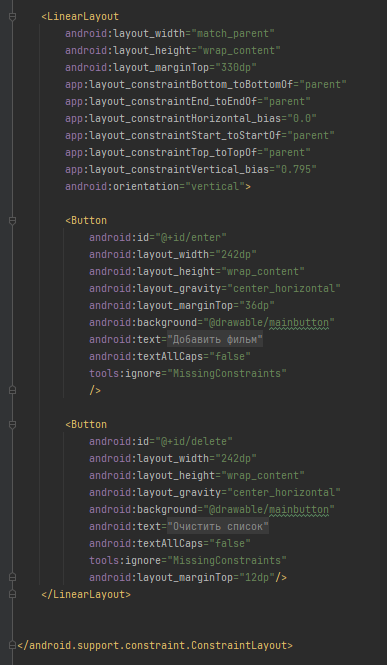 <LinearLayout
android:layout_width="match_parent"
android:layout_height="wrap_content"
android:layout_marginTop="330dp"
app:layout_constraintBottom_toBottomOf="parent"
app:layout_constraintEnd_toEndOf="parent"
app:layout_constraintHorizontal_bias="0.0"
app:layout_constraintStart_toStartOf="parent"
app:layout_constraintTop_toTopOf="parent"
app:layout_constraintVertical_bias="0.795"
android:orientation="vertical">
<Button
android:id="@+id/enter"
android:layout_width="242dp"
android:layout_height="wrap_content"
android:layout_gravity="center_horizontal"
android:layout_marginTop="36dp"
android:background="@drawable/mainbutton"
android:text="Добавить фильм"
android:textAllCaps="false"
tools:ignore="MissingConstraints"
/>
<Button
android:id="@+id/delete"
android:layout_width="242dp"
android:layout_height="wrap_content"
android:layout_gravity="center_horizontal"
android:background="@drawable/mainbutton"
android:text="Очистить список"
android:textAllCaps="false"
tools:ignore="MissingConstraints"
android:layout_marginTop="12dp"/>
</LinearLayout>
</android.support.constraint.ConstraintLayout>